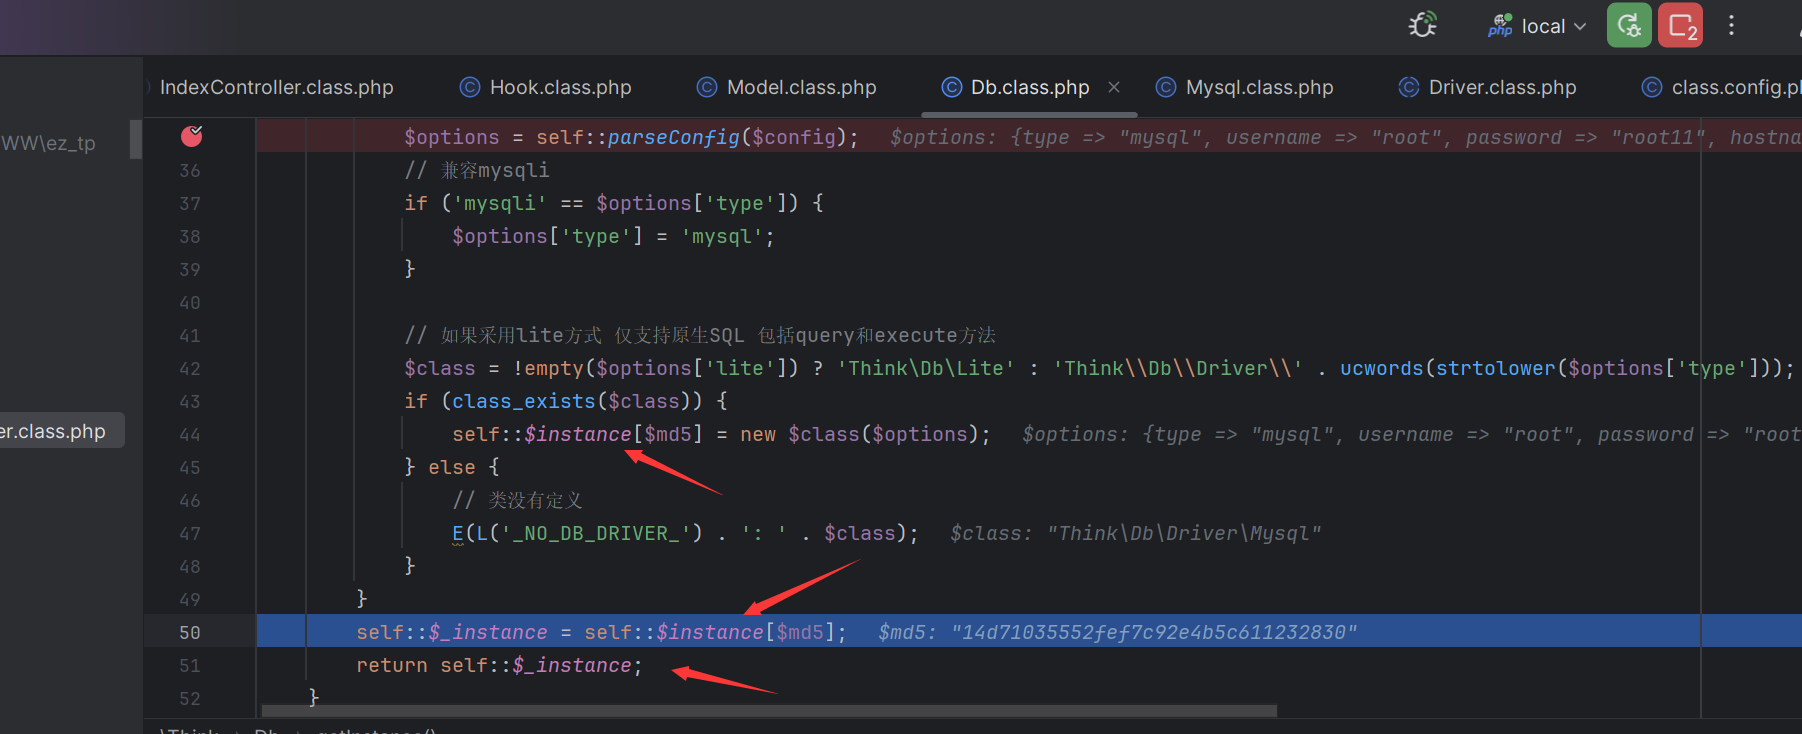 php local 2
IndexController.class.php Hook.class.php Model.class.php Db.class.php Mysql.class.php Driver.class.php class.config.p
WW\ez_tp
er.class.php
$options = self::parseConfig($config); $options: {type => "mysql", username => "root", password => "root11", hostna
36 // 兼容mysqli
37 if ('mysqli' == $options['type']) {
38 $options['type'] = 'mysql';
39 }
40
41 // 如果采用lite方式 仅支持原生SQL 包括query和execute方法
42 $class = !empty($options['lite']) ? 'Think\Db\Lite' : 'Think\\Db\\Driver\\' . ucwords(strtolower($options['type']));
43 if (class_exists($class)) {
44 self::$instance[$md5] = new $class($options); $options: {type => "mysql", username => "root", password => "root
45 } else {
46 // 类没有定义
47 E(L('_NO_DB_DRIVER_') . ': ' . $class); $class: "Think\Db\Driver\Mysql"
48 }
49 }
50 self::$_instance = self::$instance[$md5]; $md5: "14d71035552fef7c92e4b5c611232830"
51 return self::$_instance;
52 }
\Think Db getInstance()